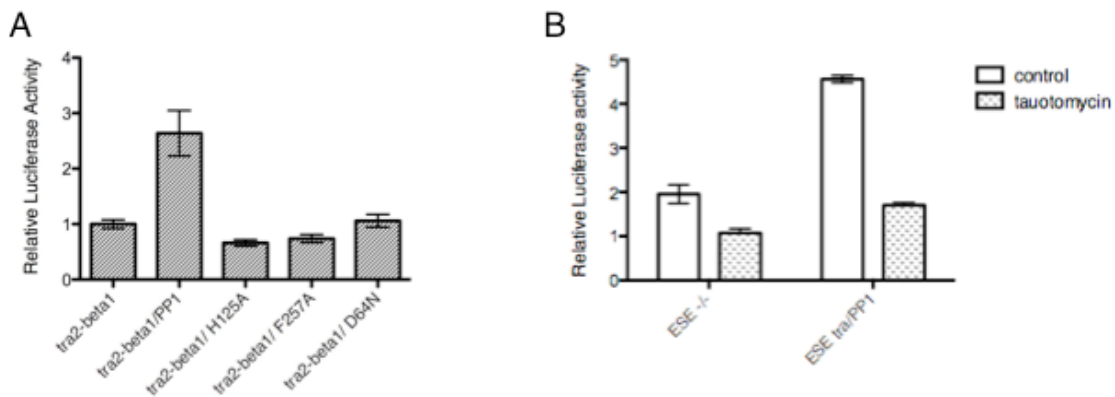 A
Relative Luciferase Activity
4
3
2
1
0
tra2-beta1
tra2-beta1/PP1
tra2-beta1/ H125A
tra2-beta1/ F257A
tra2-beta1/ D64N
B
Relative Luciferase activity
5
4
3
2
1
0
ESE -/-
ESE tra/PP1
control
tauotomycin